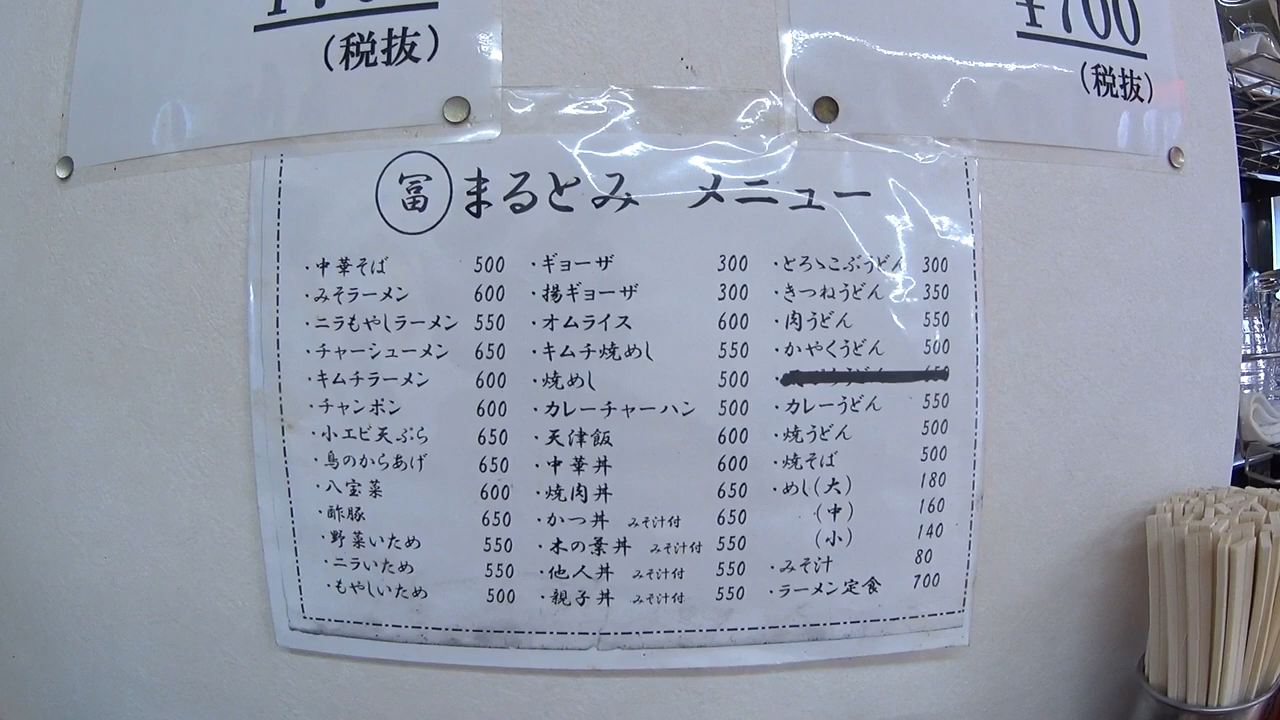 (税抜)
¥700
(税抜)
冨 まるとみ メニュー
・中華そば 500
・みそラーメン 600
・ニラもやしラーメン 550
・チャーシューメン 650
・キムチラーメン 600
・チャンポン 600
・小エビ天ぷら 650
・鳥のからあげ 650
・八宝菜 600
・酢豚 650
・野菜いため 550
・ニラいため 550
・もやしいため 500
・ギョーザ 300
・揚ギョーザ 300
・オムライス 600
・キムチ焼めし 550
・焼めし 500
・カレーチャーハン 500
・天津飯 600
・中華丼 600
・焼肉丼 650
・かつ丼 みそ汁付 650
・木の葉丼 みそ汁付 550
・他人丼 みそ汁付 550
・親子丼 みそ汁付 550
・とろゝこぶうどん 300
・きつねうどん 350
・肉うどん 550
・かやくうどん 500
・カレーうどん 550
・焼うどん 500
・焼そば 500
・めし(大) 180
(中) 160
(小) 140
・みそ汁 80
・ラーメン定食 700